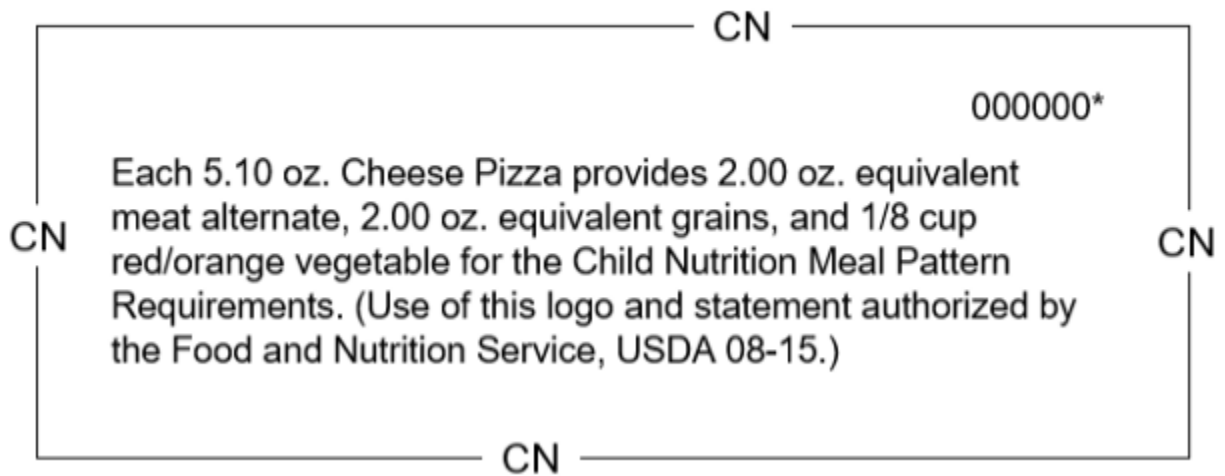 CN
000000*
Each 5.10 oz. Cheese Pizza provides 2.00 oz. equivalent
meat alternate, 2.00 oz. equivalent grains, and 1/8 cup
CN
red/orange vegetable for the Child Nutrition Meal Pattern
CN
Requirements. (Use of this logo and statement authorized by
the Food and Nutrition Service, USDA 08-15.)
CN